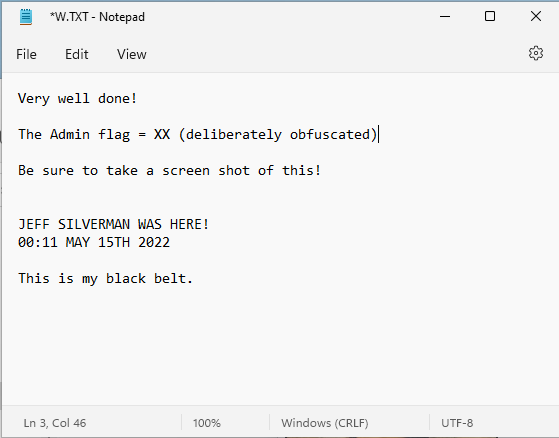 *W.TXT - Notepad
File Edit View
Very well done!
The Admin flag = XX (deliberately obfuscated)
Be sure to take a screen shot of this!
JEFF SILVERMAN WAS HERE!
00:11 MAY 15TH 2022
This is my black belt.
Ln 3, Col 46 100% Windows (CRLF) UTF-8